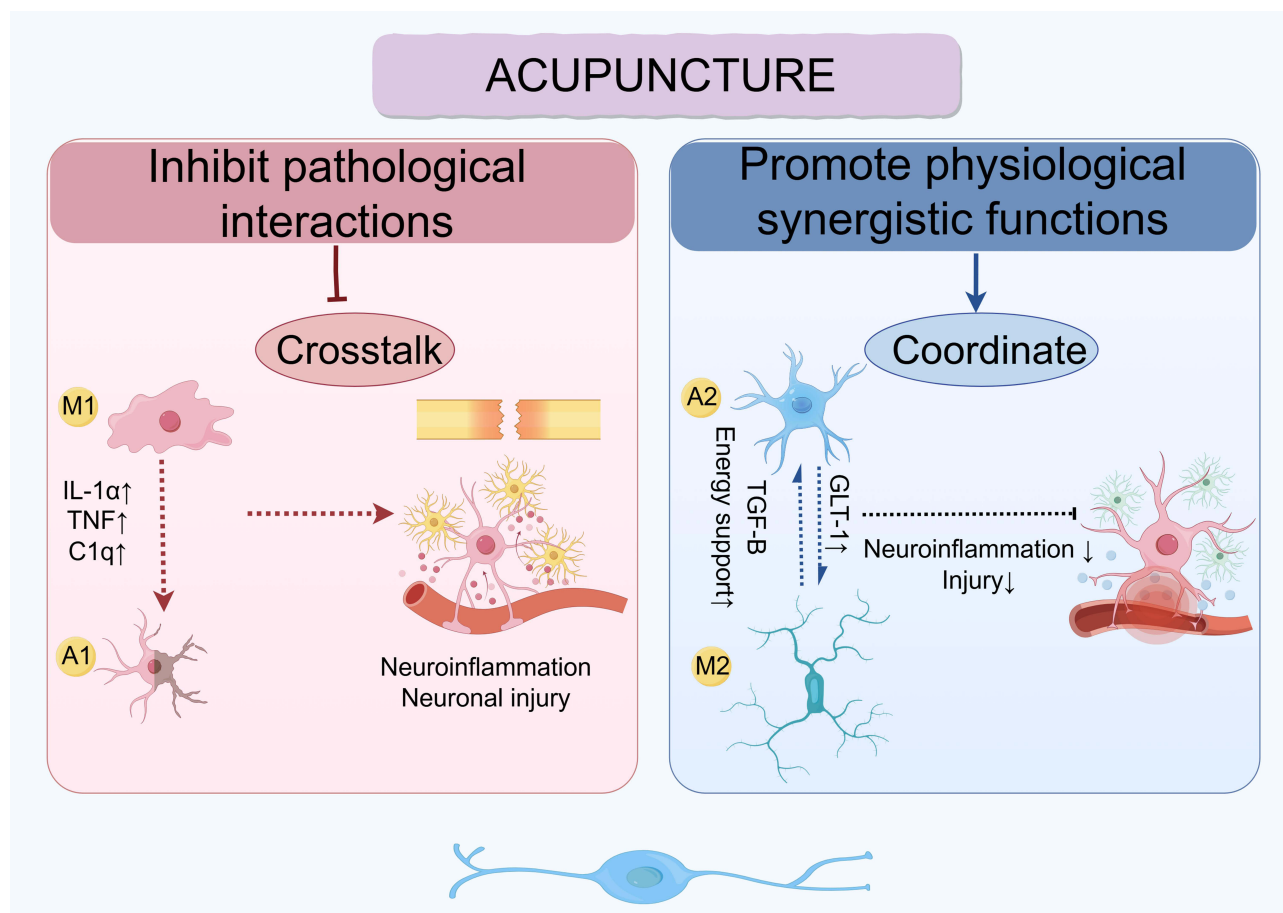 ACUPUNCTURE
Inhibit pathological
interactions
Crosstalk
M1
IL-1α↑
TNF↑
C1q↑
A1
Neuroinflammation
Neuronal injury
Promote physiological
synergistic functions
Coordinate
A2
Energy support↑
TGF-B
GLT-1↑
Neuroinflammation ↓
Injury↓
M2